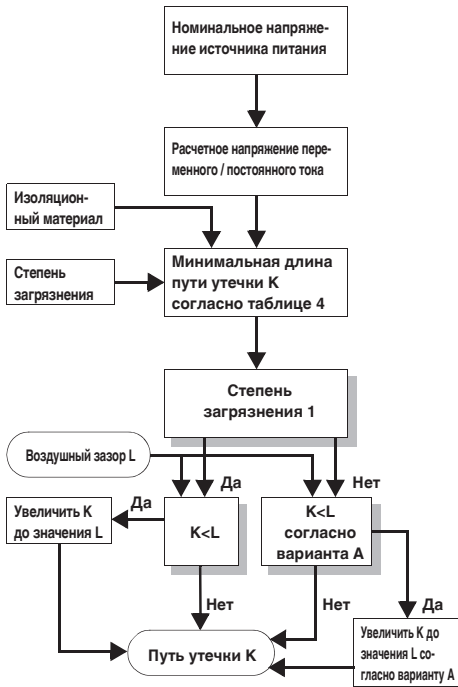 Номинальное напряже-
ние источника питания
Расчетное напряжение пере-
менного / постоянного тока
Изоляцион-
ный материал
Степень
загрязнения
Минимальная длина
пути утечки K
согласно таблице 4
Степень
загрязнения 1
Воздушный зазор L
Да
Нет
Увеличить K
до значения L
Да
K<L
K<L
согласно
варианта A
Нет
Нет
Да
Путь утечки K
Увеличить K до
значения L со-
гласно варианту A